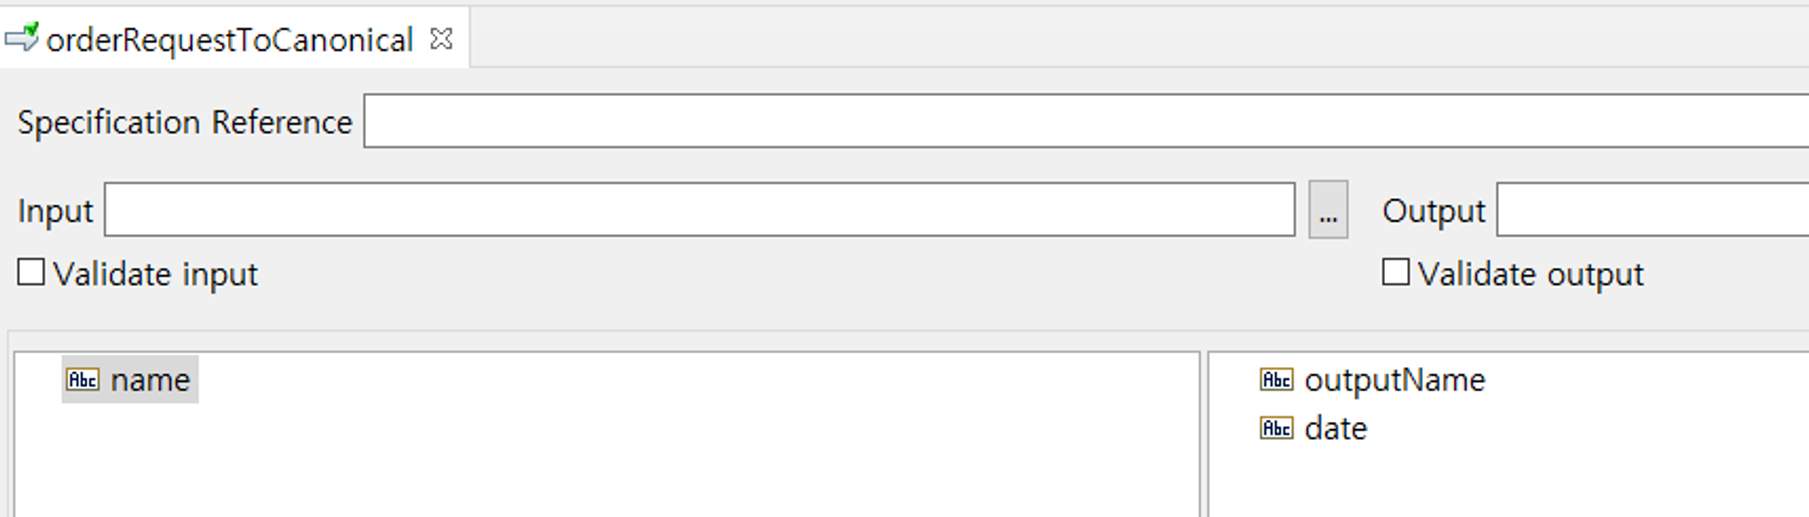 orderRequestToCanonical
Specification Reference
Input ... Output
Validate input Validate output
Abc name Abc outputName
Abc date